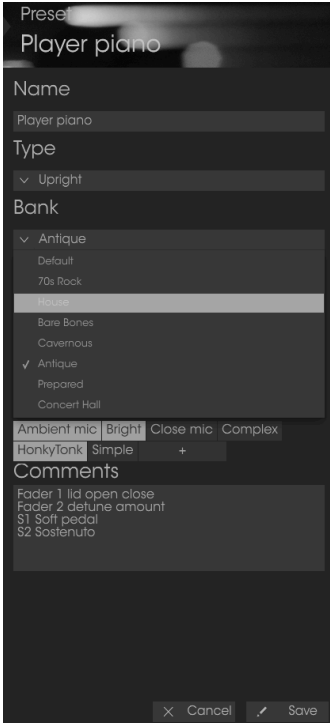 Preset
Player piano
Name
Player piano
Type
Upright
Bank
Antique
Default
70s Rock
House
Bare Bones
Cavernous
Antique
Prepared
Concert Hall
Ambient mic Bright Close mic Complex
HonkyTonk Simple +
Comments
Fader 1 lid open close
Fader 2 detune amount
S1 Soft pedal
S2 Sostenuto
Cancel Save